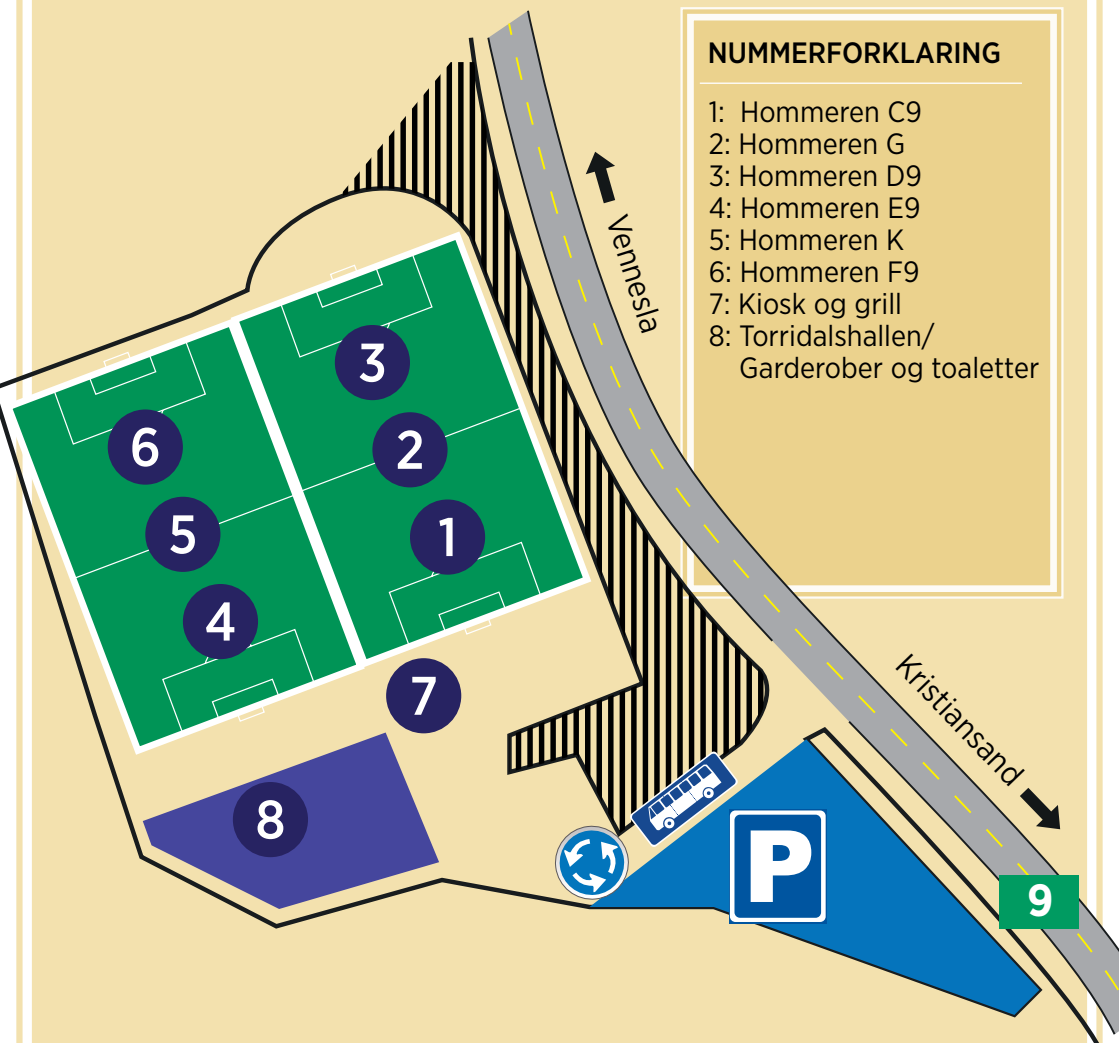 NUMMERFORKLARING
1: Hommeren C9
2: Hommeren G
3: Hommeren D9
4: Hommeren E9
5: Hommeren K
6: Hommeren F9
7: Kiosk og grill
8: Torridalshallen/
Garderober og toaletter
Vennesla
3
6
2
5
1
4
7
Kristiansand
8
P
9